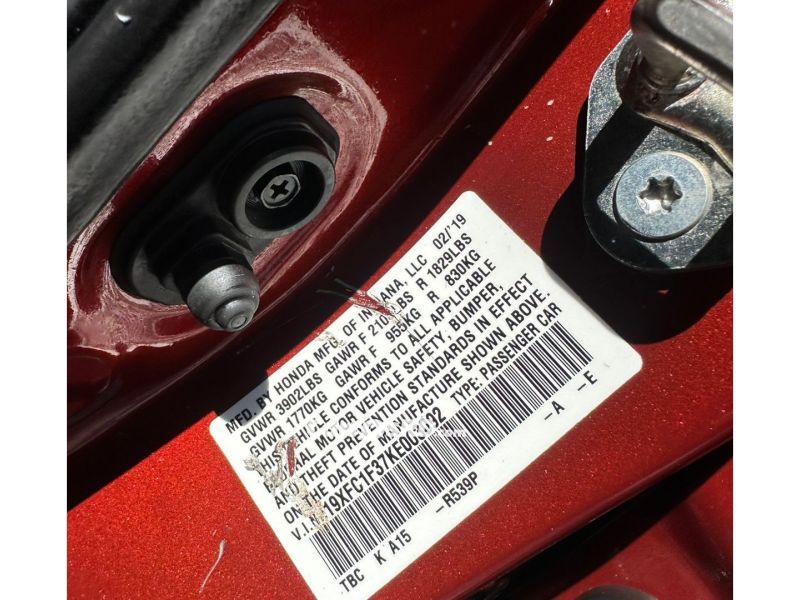 MFD. BY HONDA MFG. OF INDIANA, LLC 02/'19
GVWR 3902LBS GAWR F 210 LBS R 1829LBS
GVWR 1770KG GAWR F 955KG R 830KG
THIS VEHICLE CONFORMS TO ALL APPLICABLE
FEDERAL MOTOR VEHICLE SAFETY, BUMPER,
AND THEFT PREVENTION STANDARDS IN EFFECT
ON THE DATE OF MANUFACTURE SHOWN ABOVE.
TYPE: PASSENGER CAR
–A –E
–R539P
TBC K A15